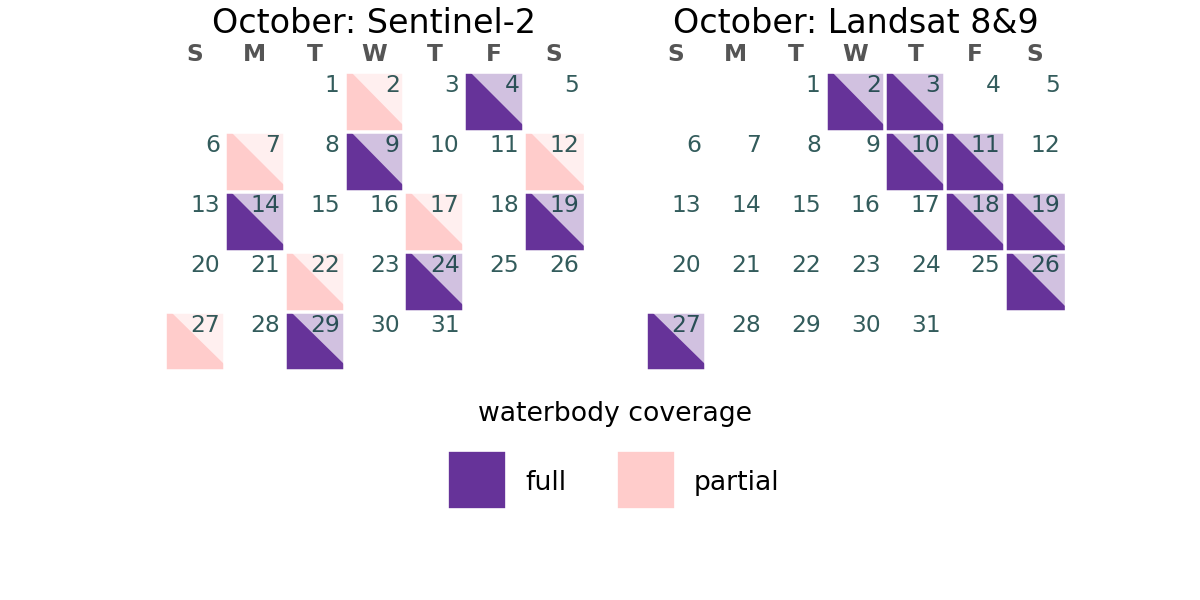 October: Sentinel-2
S M T W T F S
1 2 3 4 5
6 7 8 9 10 11 12
13 14 15 16 17 18 19
20 21 22 23 24 25 26
27 28 29 30 31
October: Landsat 8&9
S M T W T F S
1 2 3 4 5
6 7 8 9 10 11 12
13 14 15 16 17 18 19
20 21 22 23 24 25 26
27 28 29 30 31
waterbody coverage
full partial